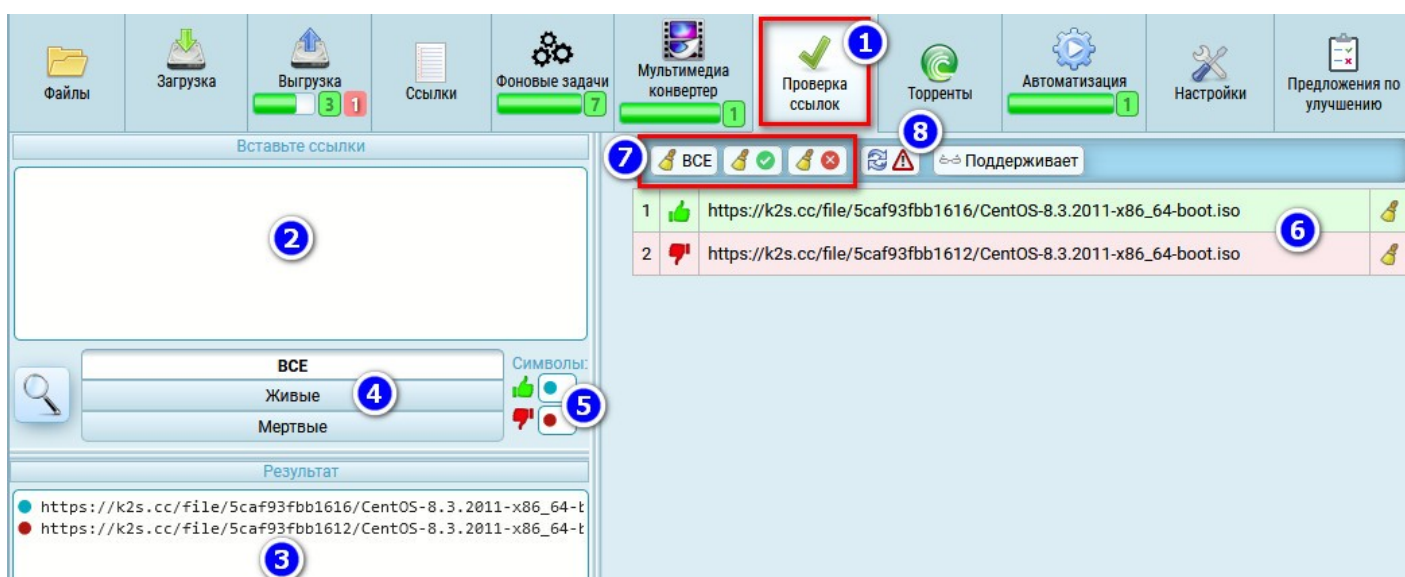 Файлы
Загрузка
Выгрузка
3 1
Ссылки
Фоновые задачи
7
Мультимедиа
конвертер
1
Проверка
ссылок
1
Торренты
Автоматизация
1
Настройки
Предложения по
улучшению
Вставьте ссылки
2
ВСЕ
Живые
Мертвые
4
Символы:
5
Результат
https://k2s.cc/file/5caf93fbb1616/CentOS-8.3.2011-x86_64-b
https://k2s.cc/file/5caf93fbb1612/CentOS-8.3.2011-x86_64-b
3
7
ВСЕ
8
Поддерживает
1 https://k2s.cc/file/5caf93fbb1616/CentOS-8.3.2011-x86_64-boot.iso
6
2 https://k2s.cc/file/5caf93fbb1612/CentOS-8.3.2011-x86_64-boot.iso